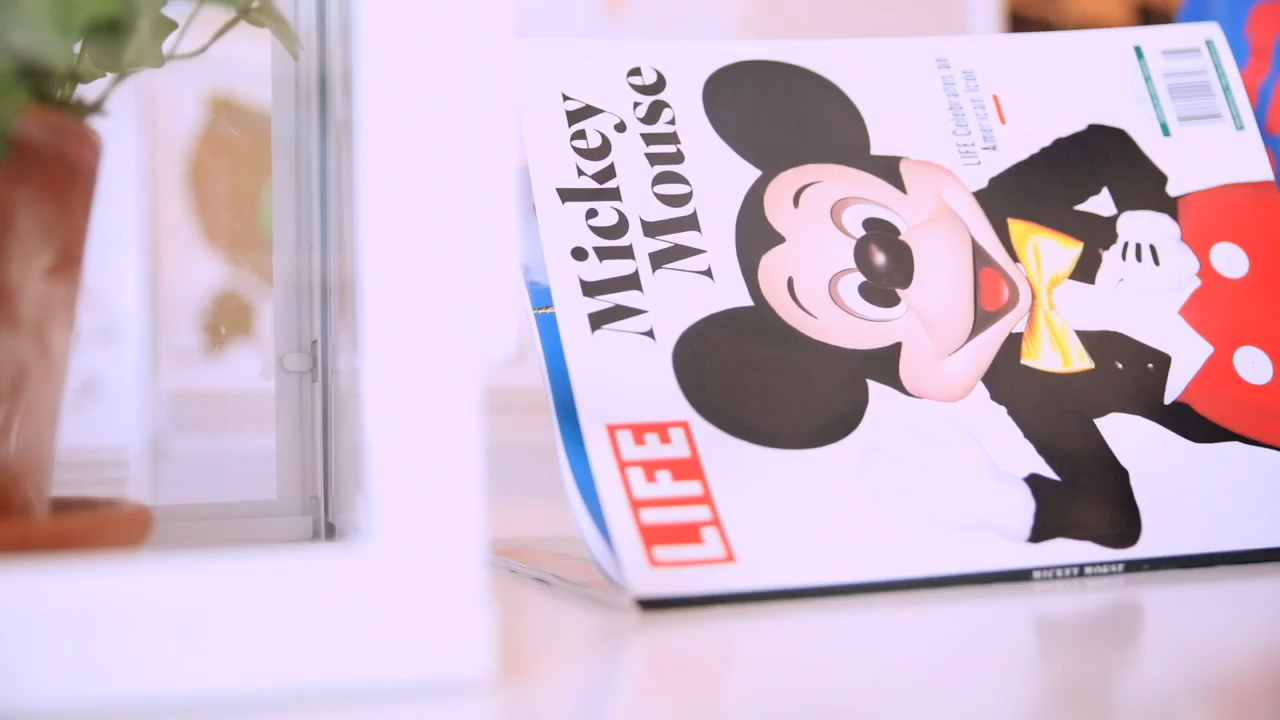 LIFE
Mickey
Mouse
LIFE Celebrates an
American Icon
MICKEY MOUSE